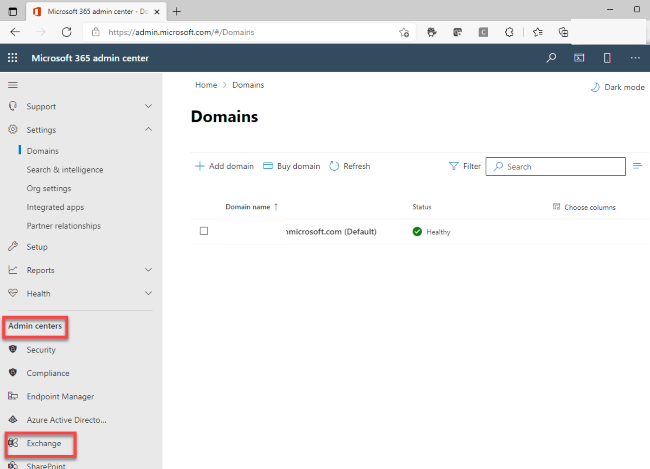 Microsoft 365 admin center - Do
https://admin.microsoft.com/#/Domains
Microsoft 365 admin center
Home > Domains
Dark mode
Support
Settings
Domains
Search & intelligence
Org settings
Integrated apps
Partner relationships
Setup
Reports
Health
Admin centers
Security
Compliance
Endpoint Manager
Azure Active Directo...
Exchange
SharePoint
Domains
Add domain
Buy domain
Refresh
Filter
Search
Domain name ↑
Status
Choose columns
microsoft.com (Default)
Healthy